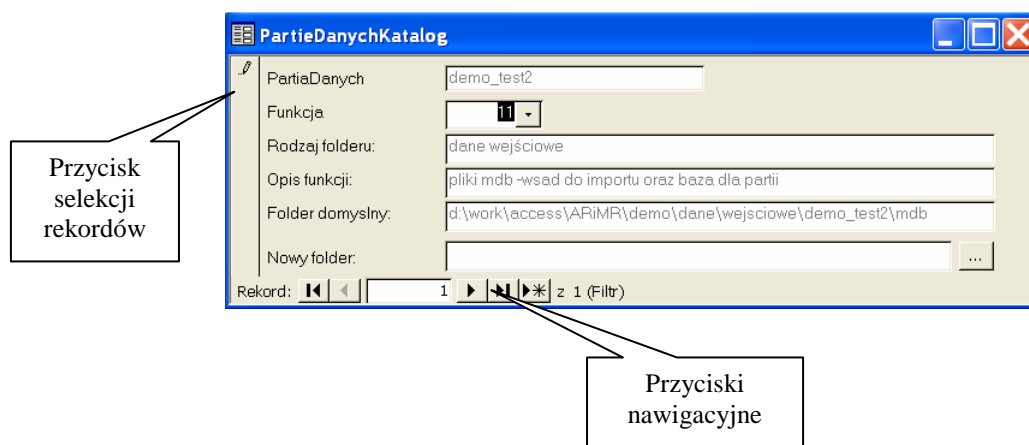 PartieDanychKatalog
PartiaDanych demo_test2
Funkcja 11
Rodzaj folderu: dane wejściowe
Opis funkcji: pliki mdb -wsad do importu oraz baza dla partii
Folder domyslny: d:\work\access\ARiMR\demo\dane\wejsciowe\demo_test2\mdb
Nowy folder: ...
Rekord: 1 z 1 (Filtr)
Przycisk
selekcji
rekordów
Przyciski
nawigacyjne